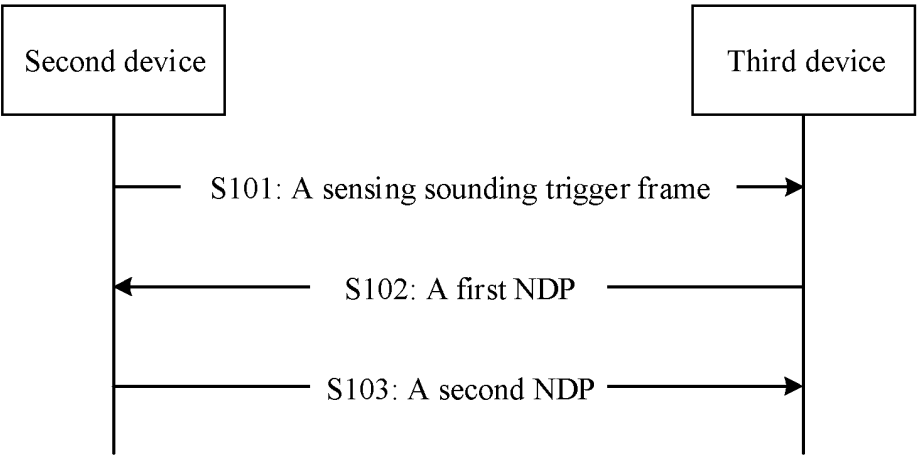 Second device
Third device
S101: A sensing sounding trigger frame
S102: A first NDP
S103: A second NDP